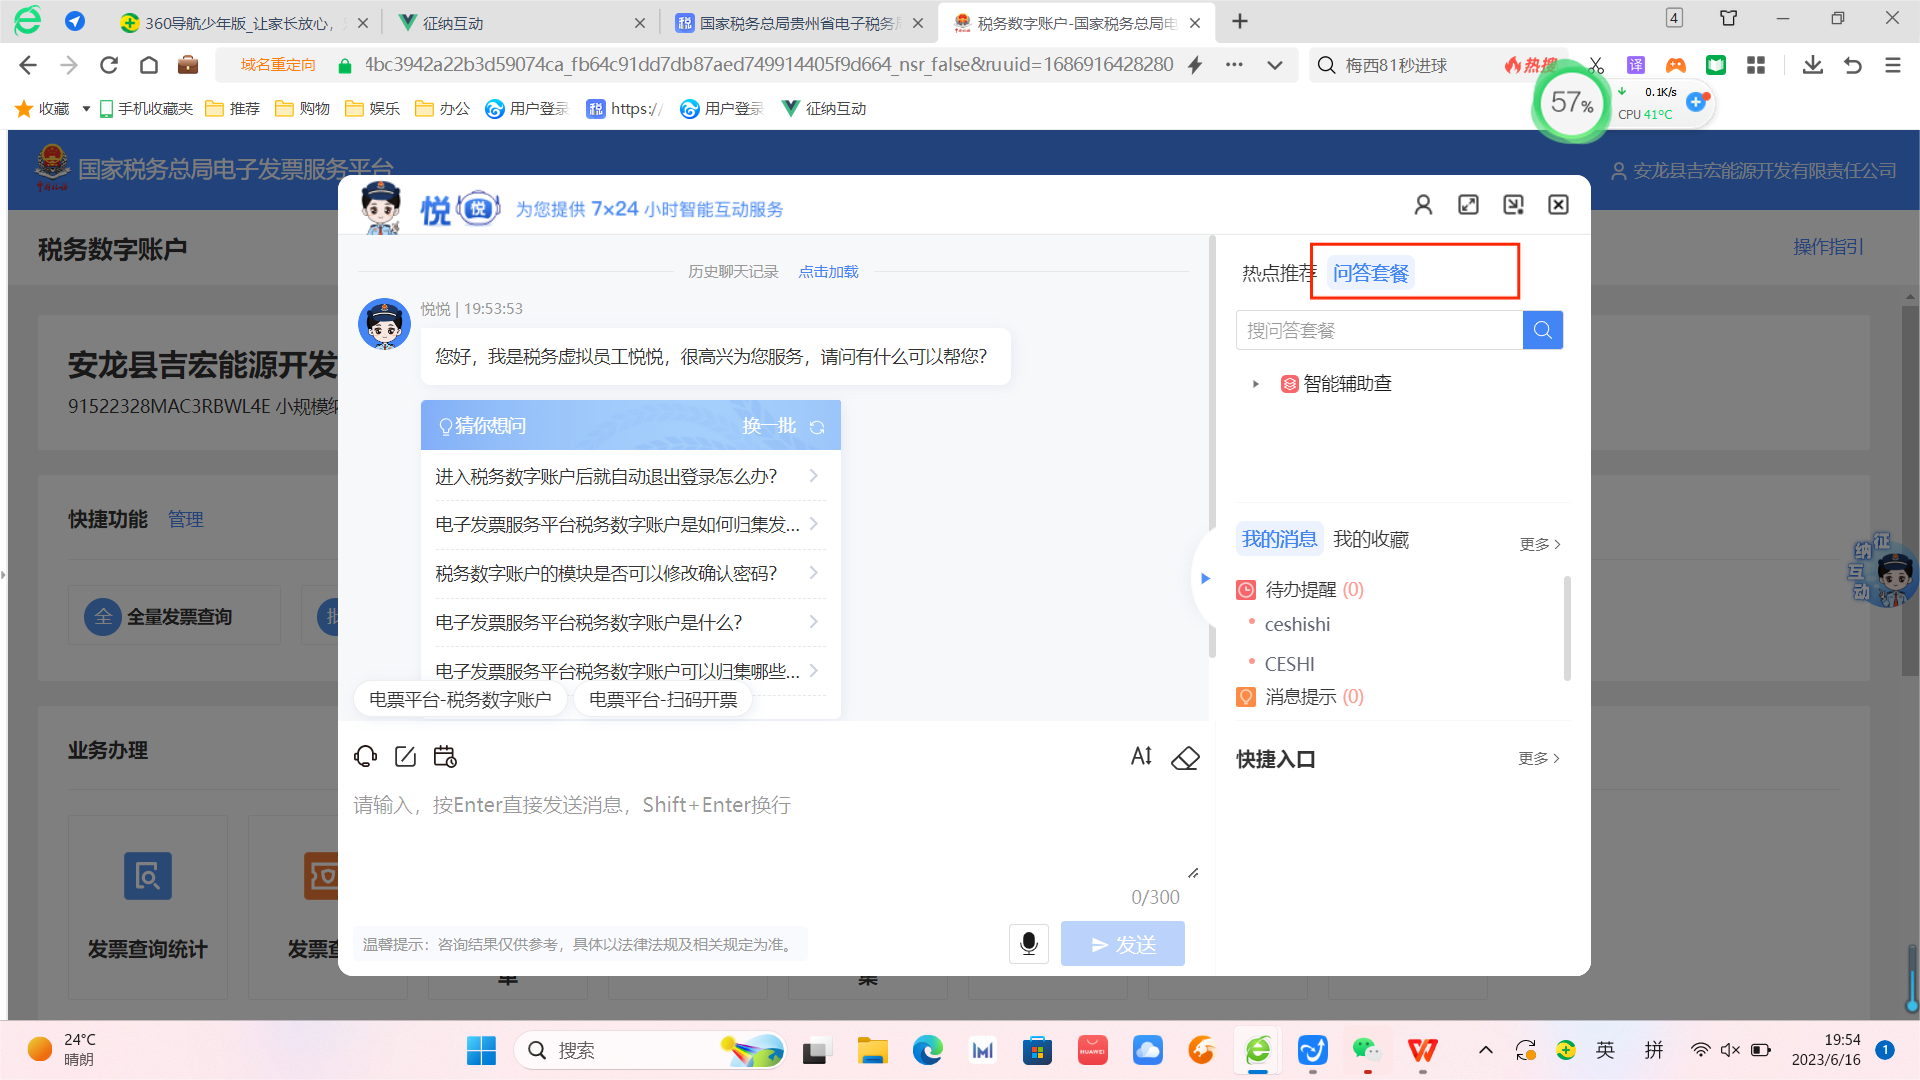 360导航少年版_让家长放心,
征纳互动
国家税务总局贵州省电子税务局
税务数字账户-国家税务总局电
4
域名重定向
4bc3942a22b3d59074ca_fb64c91dd7db87aed749914405f9d664_nsr_false&ruuid=1686916428280
梅西81秒进球
热搜
译
收藏
手机收藏夹
推荐
购物
娱乐
办公
用户登录
税
https:/
用户登录
征纳互动
57%
0.1K/s
CPU 41°C
国家税务总局电子发票服务平台
安龙县吉宏能源开发有限责任公司
悦
悦
为您提供 7×24 小时智能互动服务
税务数字账户
操作指引
历史聊天记录 点击加载
热点推荐
问答套餐
悦悦 | 19:53:53
您好，我是税务虚拟员工悦悦，很高兴为您服务，请问有什么可以帮您?
搜问答套餐
智能辅助查
安龙县吉宏能源开发
91522328MAC3RBWL4E 小规模纳
猜你想问
换一批
进入税务数字账户后就自动退出登录怎么办?
电子发票服务平台税务数字账户是如何归集发...
税务数字账户的模块是否可以修改确认密码?
电子发票服务平台税务数字账户是什么?
电子发票服务平台税务数字账户可以归集哪些...
电票平台-税务数字账户
电票平台-扫码开票
快捷功能
管理
全
全量发票查询
批
我的消息
我的收藏
更多
待办提醒 (0)
ceshishi
CESHI
消息提示 (0)
征
纳
互
动
业务办理
快捷入口
更多
请输入，按Enter直接发送消息，Shift+Enter换行
0/300
温馨提示：咨询结果仅供参考，具体以法律法规及相关规定为准。
发送
发票查询统计
发票查
单
集
24°C
晴朗
搜索
HUAWEI
英
拼
19:54
2023/6/16
1